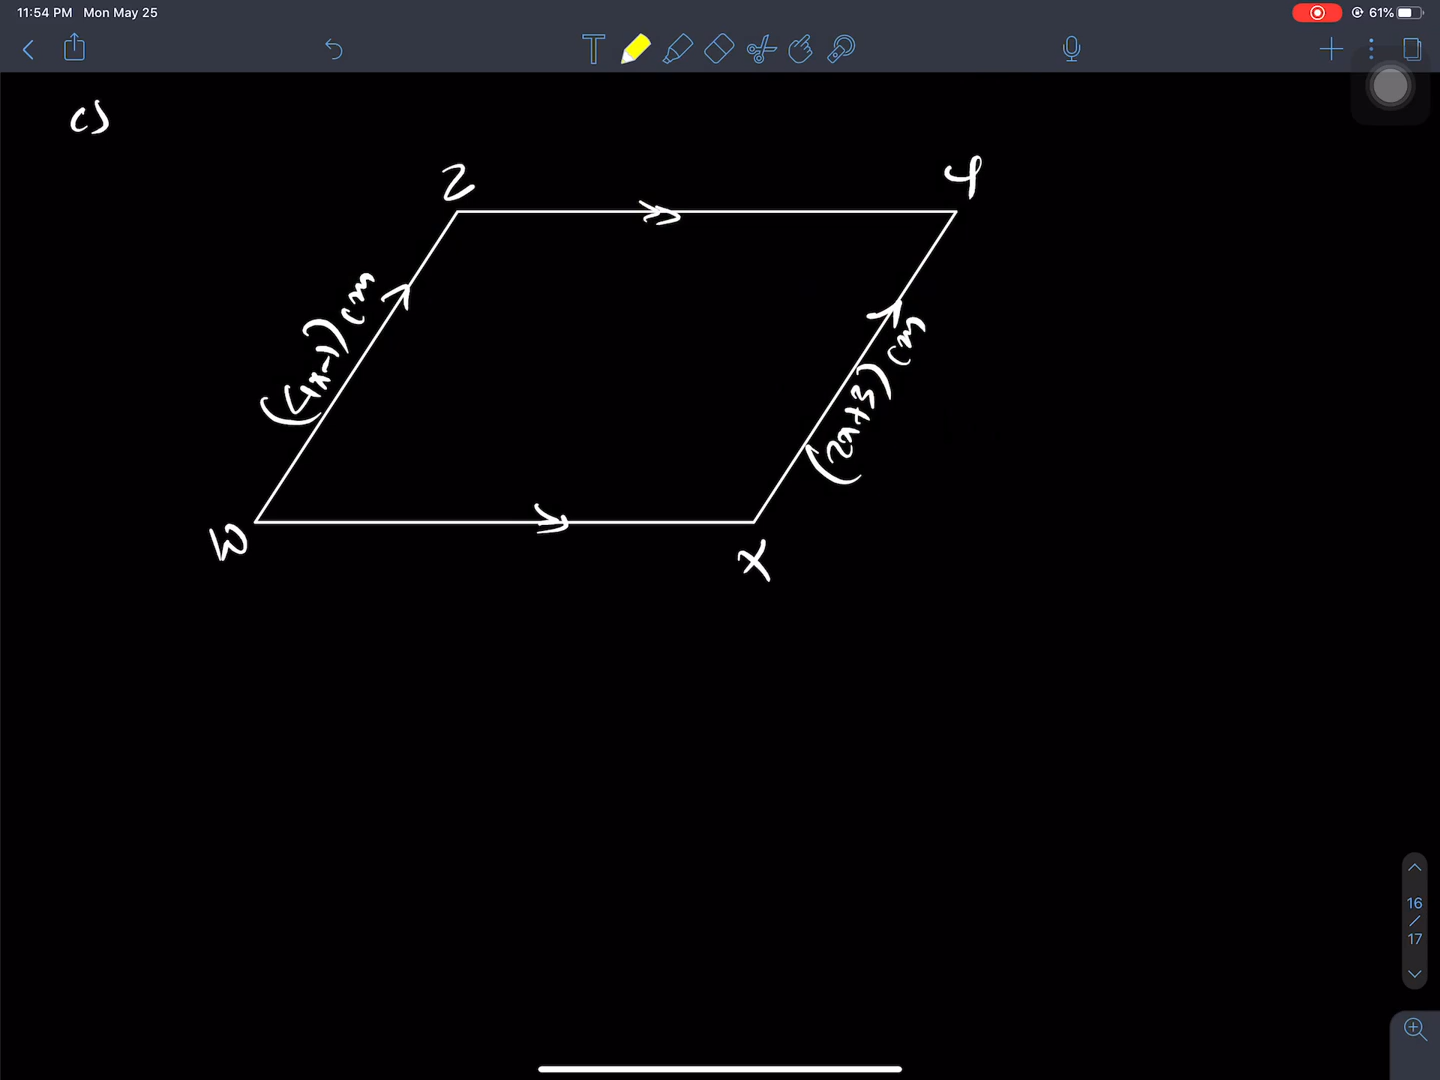 11:54 PM Mon May 25
61%
T
c)
Z
Y
(4x-1) cm
(2x+3) cm
W
X
16
/
17